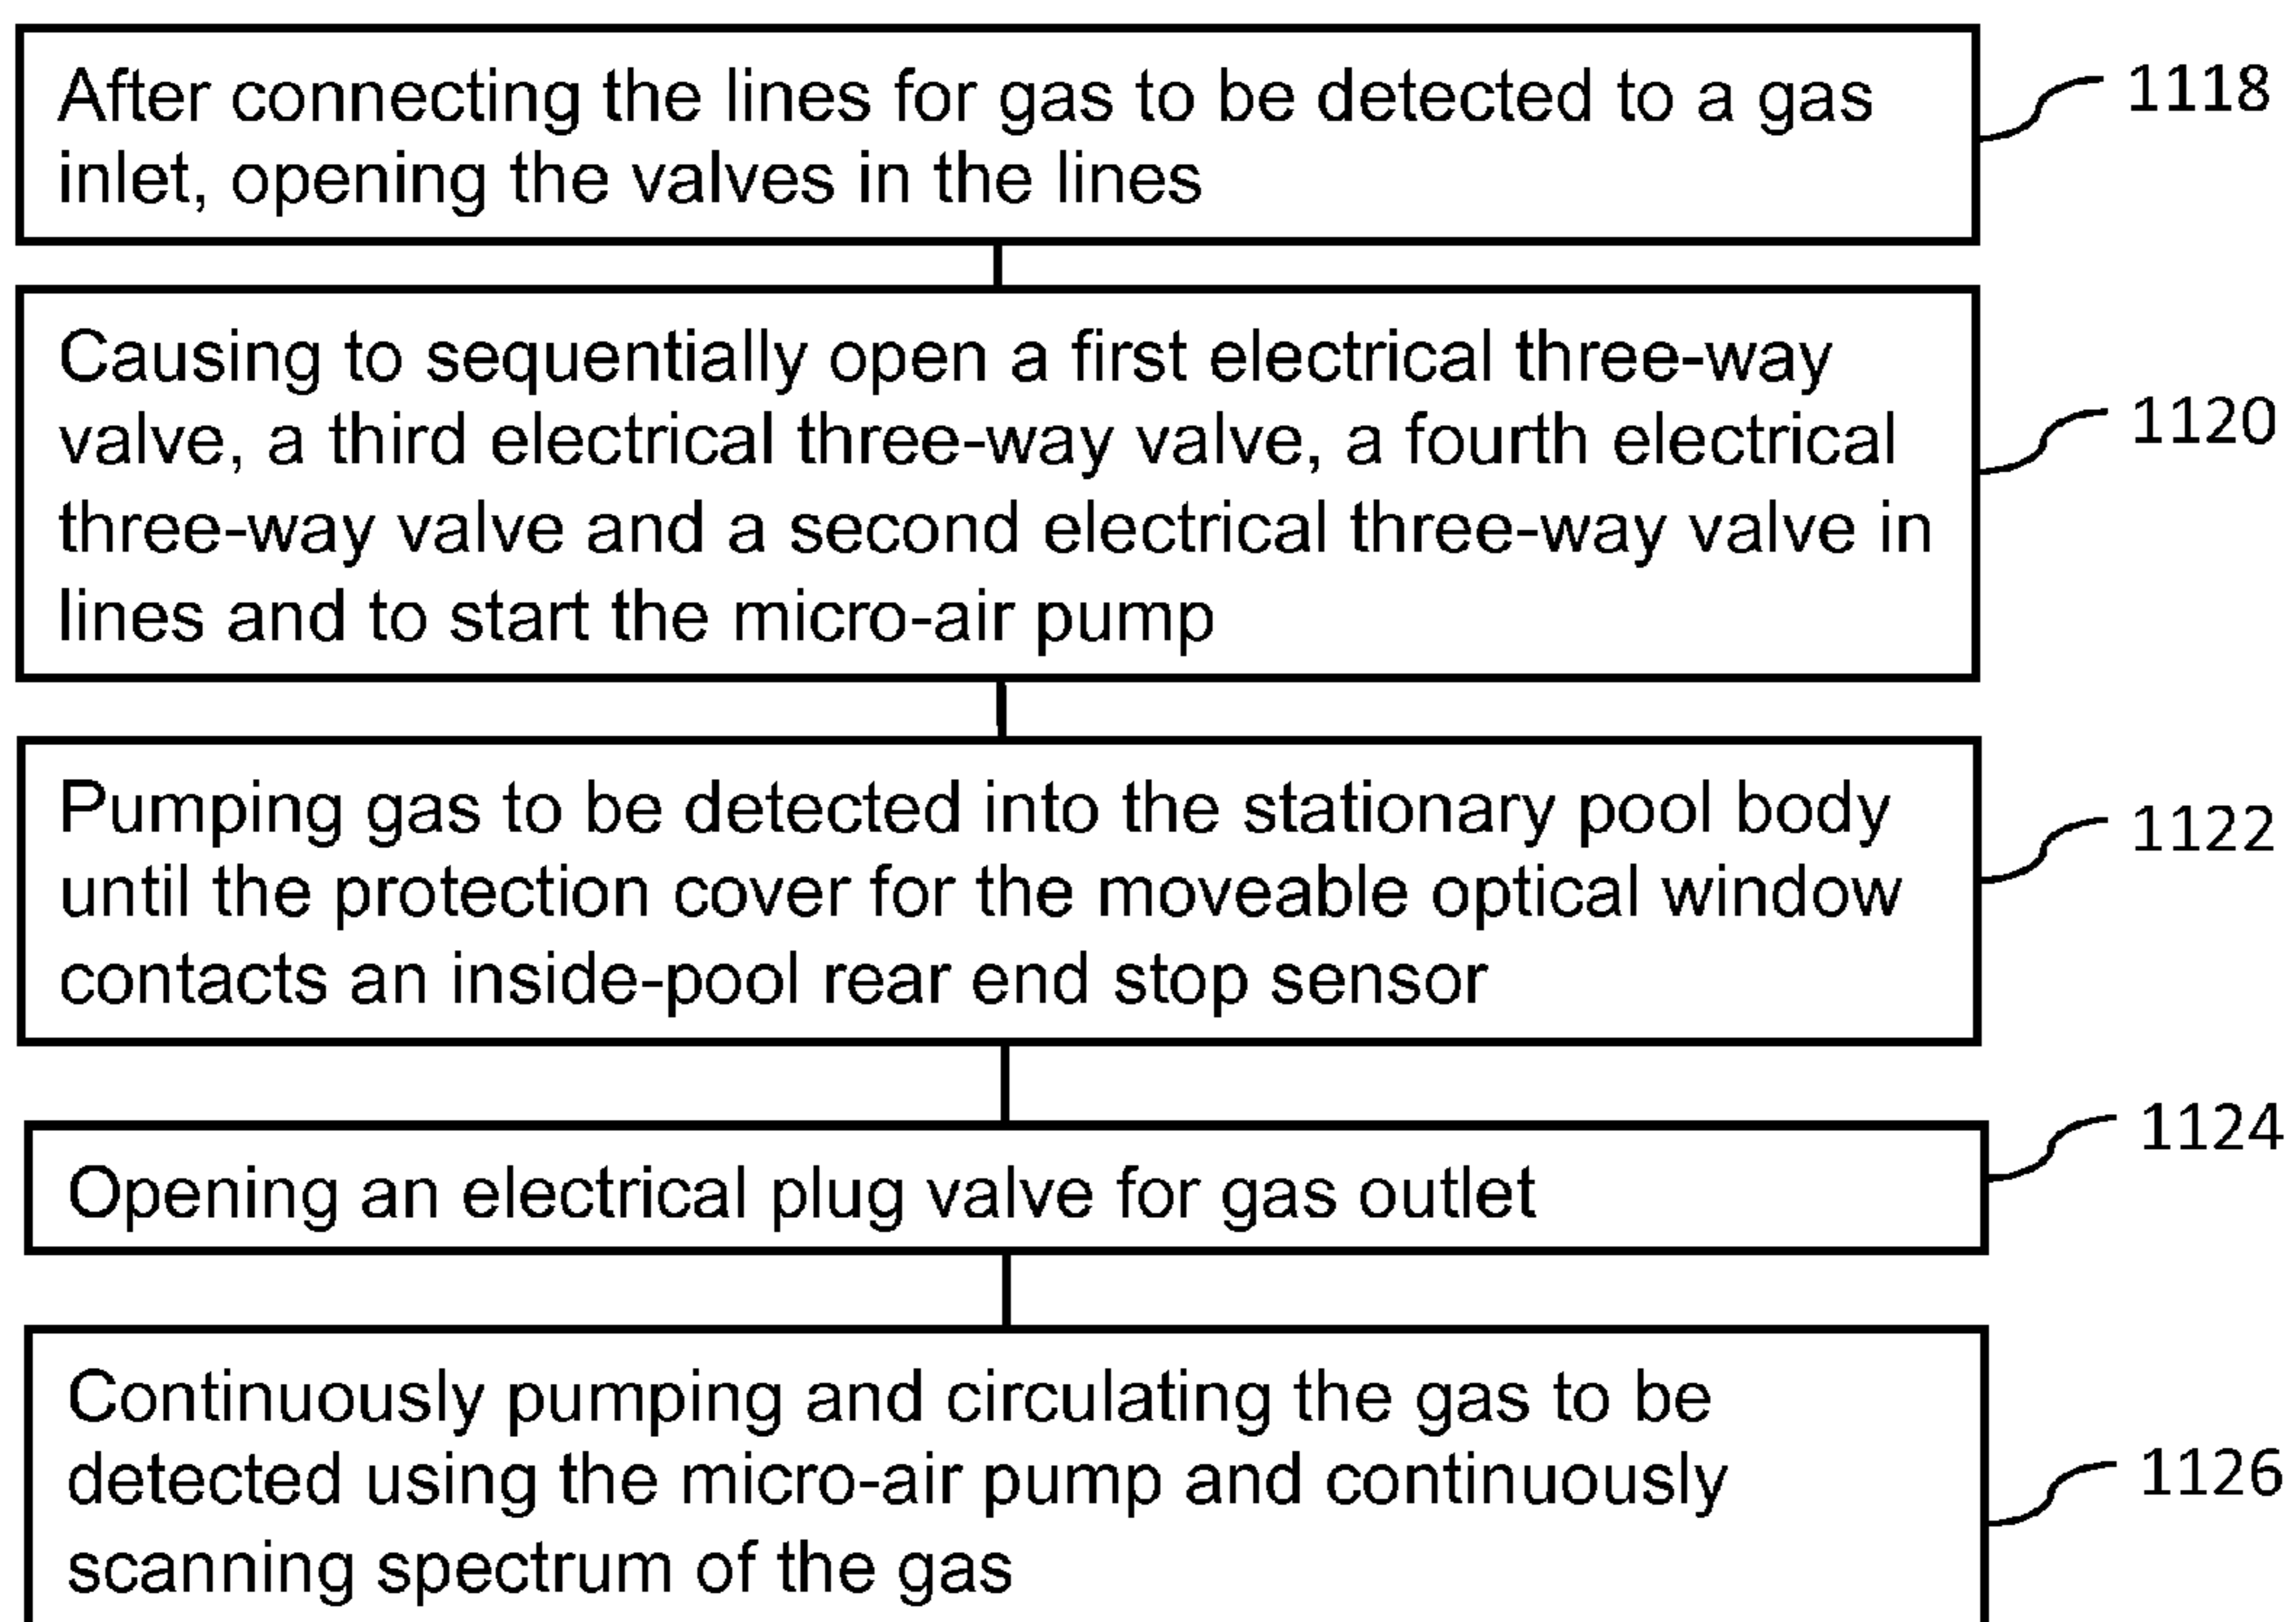 After connecting the lines for gas to be detected to a gas
inlet, opening the valves in the lines
1118
Causing to sequentially open a first electrical three-way
valve, a third electrical three-way valve, a fourth electrical
three-way valve and a second electrical three-way valve in
lines and to start the micro-air pump
1120
Pumping gas to be detected into the stationary pool body
until the protection cover for the moveable optical window
contacts an inside-pool rear end stop sensor
1122
Opening an electrical plug valve for gas outlet
1124
Continuously pumping and circulating the gas to be
detected using the micro-air pump and continuously
scanning spectrum of the gas
1126